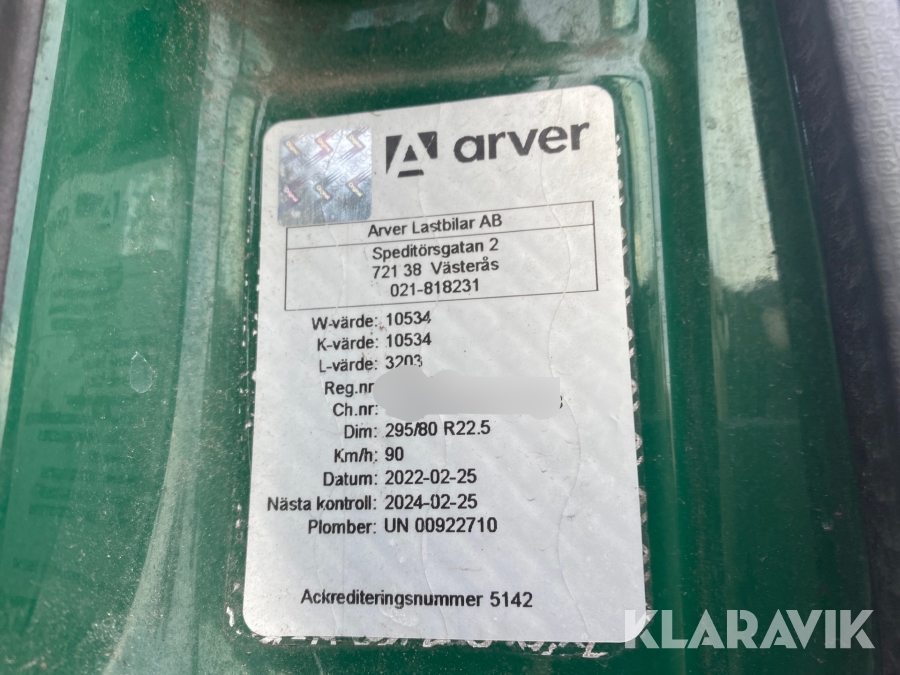 arver
Arver Lastbilar AB
Speditörsgatan 2
721 38 Västerås
021-818231
W-värde: 10534
K-värde: 10534
L-värde: 3203
Reg.nr
Ch.nr:
Dim: 295/80 R22.5
Km/h: 90
Datum: 2022-02-25
Nästa kontroll: 2024-02-25
Plomber: UN 00922710
Ackrediteringsnummer 5142
KLARAVIK